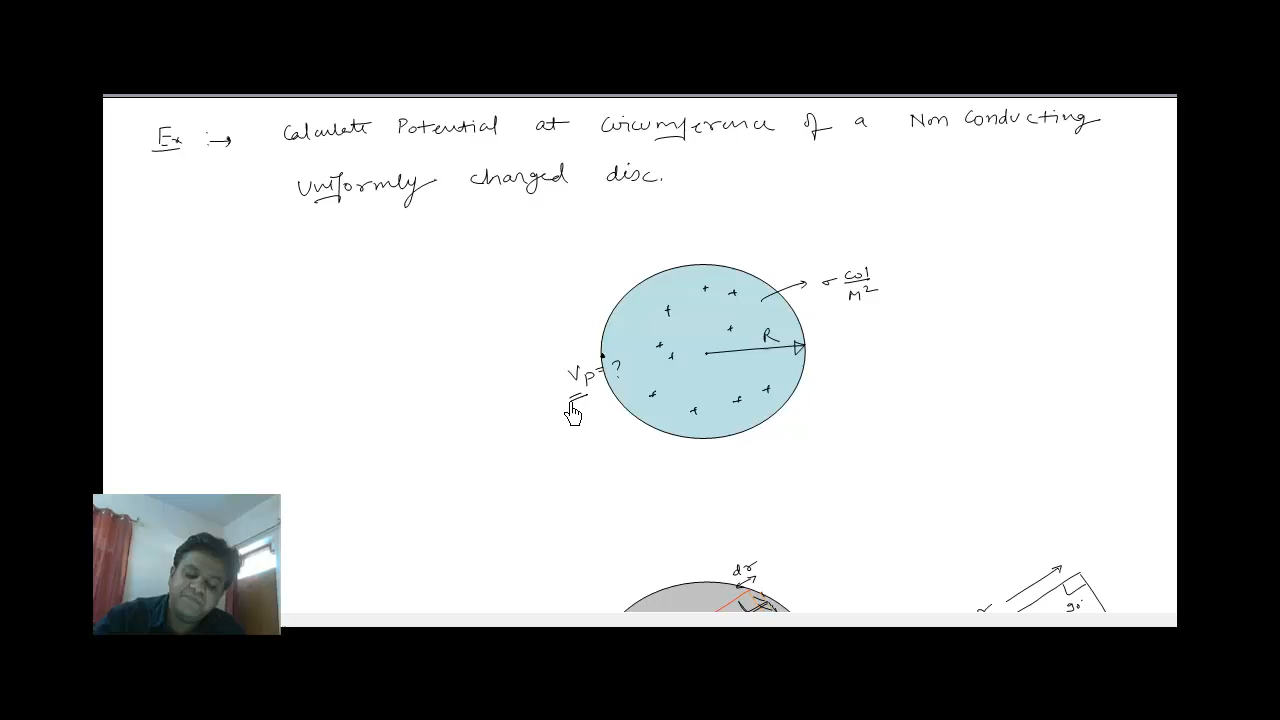 Ex :→ Calculate Potential at Circumference of a Non Conducting
Uniformly charged disc.
σ col/M²
R
Vp = ?
dr
90°